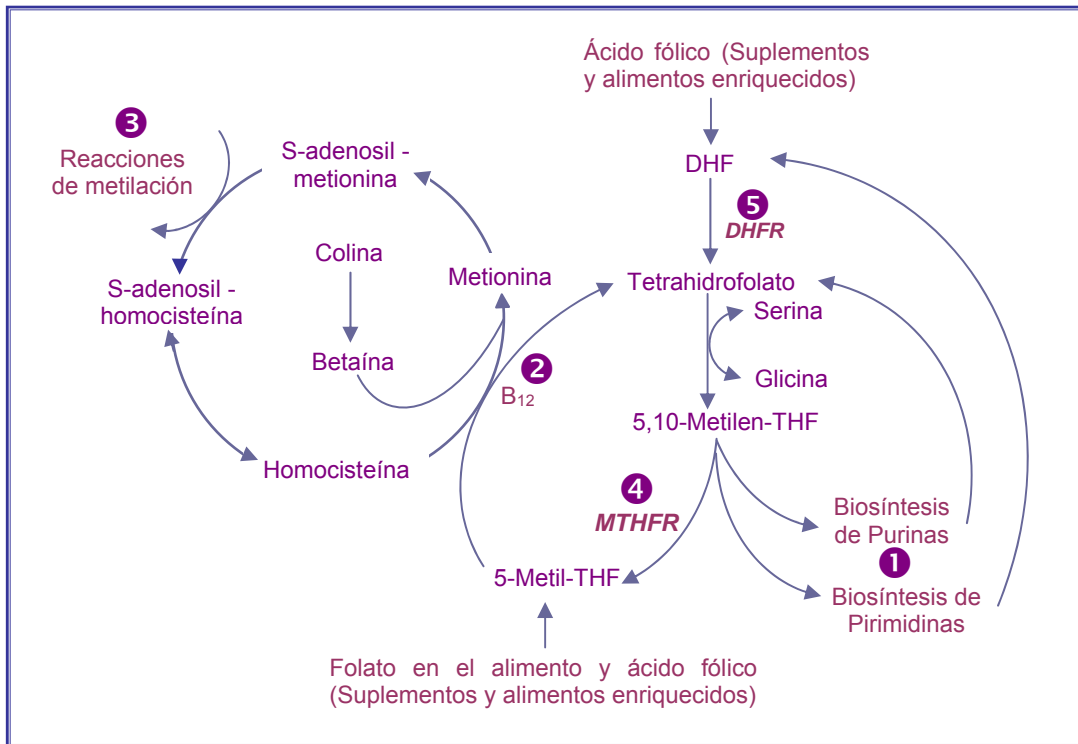 Ácido fólico (Suplementos
y alimentos enriquecidos)
3
Reacciones
de metilación
S-adenosil -
metionina
DHF
5
DHFR
Colina
Metionina
Tetrahidrofolato
Serina
S-adenosil -
homocisteína
Betaína
2
B12
Glicina
5,10-Metilen-THF
Homocisteína
4
MTHFR
Biosíntesis
de Purinas
1
5-Metil-THF
Biosíntesis de
Pirimidinas
Folato en el alimento y ácido fólico
(Suplementos y alimentos enriquecidos)